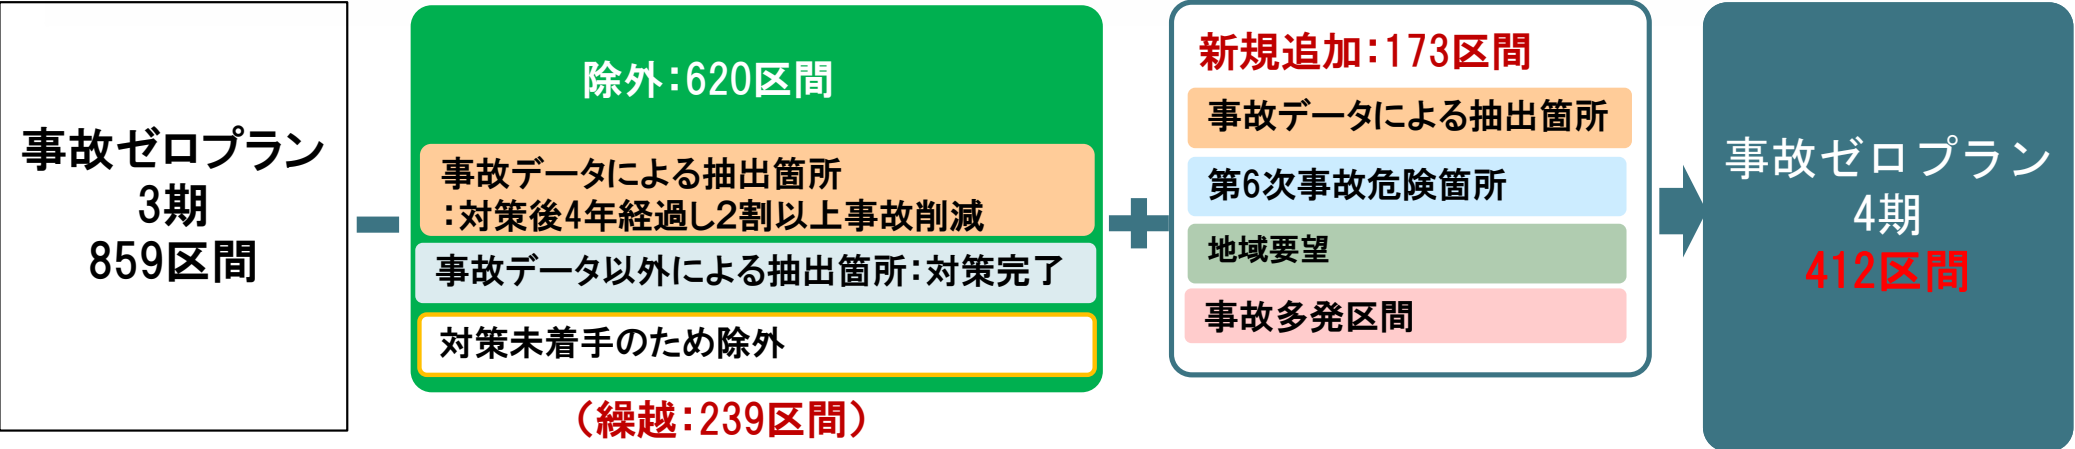 事故ゼロプラン
3期
859区間
除外：620区間
事故データによる抽出箇所
：対策後4年経過し２割以上事故削減
事故データ以外による抽出箇所：対策完了
対策未着手のため除外
（繰越：239区間）
新規追加：173区間
事故データによる抽出箇所
第6次事故危険箇所
地域要望
事故多発区間
事故ゼロプラン
4期
412区間